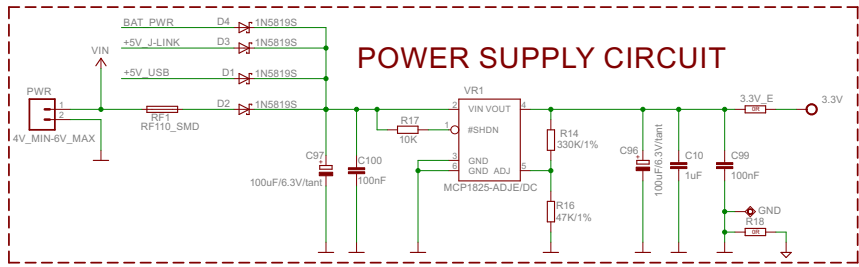 POWER SUPPLY CIRCUIT
BAT_PWR
D4
1N5819S
+5V_J-LINK
D3
1N5819S
VIN
+5V_USB
D1
1N5819S
PWR
1
2
4V_MIN-6V_MAX
RF1
RF110_SMD
D2
1N5819S
C97
+
100uF/6.3V/tant
C100
100nF
R17
10K
VR1
2
VIN
VOUT
4
1
#SHDN
3
GND
6
GND
ADJ
5
MCP1825-ADJE/DC
R14
330K/1%
R16
47K/1%
C96
+
100uF/6.3V/tant
C10
1uF
C99
100nF
3.3V_E
0R
3.3V
GND
R18
0R